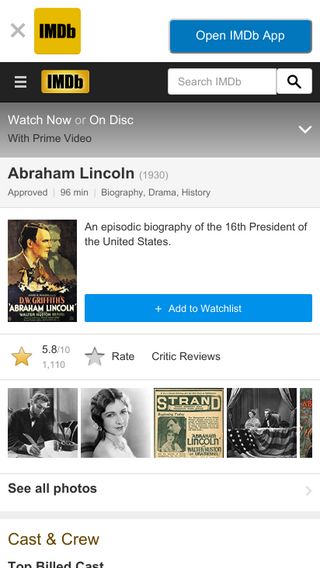 IMDb
Open IMDb App
IMDb
Search IMDb
Watch Now or On Disc
With Prime Video
Abraham Lincoln (1930)
Approved | 96 min | Biography, Drama, History
D.W. GRIFFITH'S
'ABRAHAM LINCOLN'
WALTER HUSTON
An episodic biography of the 16th President of
the United States.
+ Add to Watchlist
5.8/10
1,110
Rate
Critic Reviews
STRAND
ABRAHAM
LINCOLN
WALTER HUSTON
See all photos
Cast & Crew
Top Billed Cast